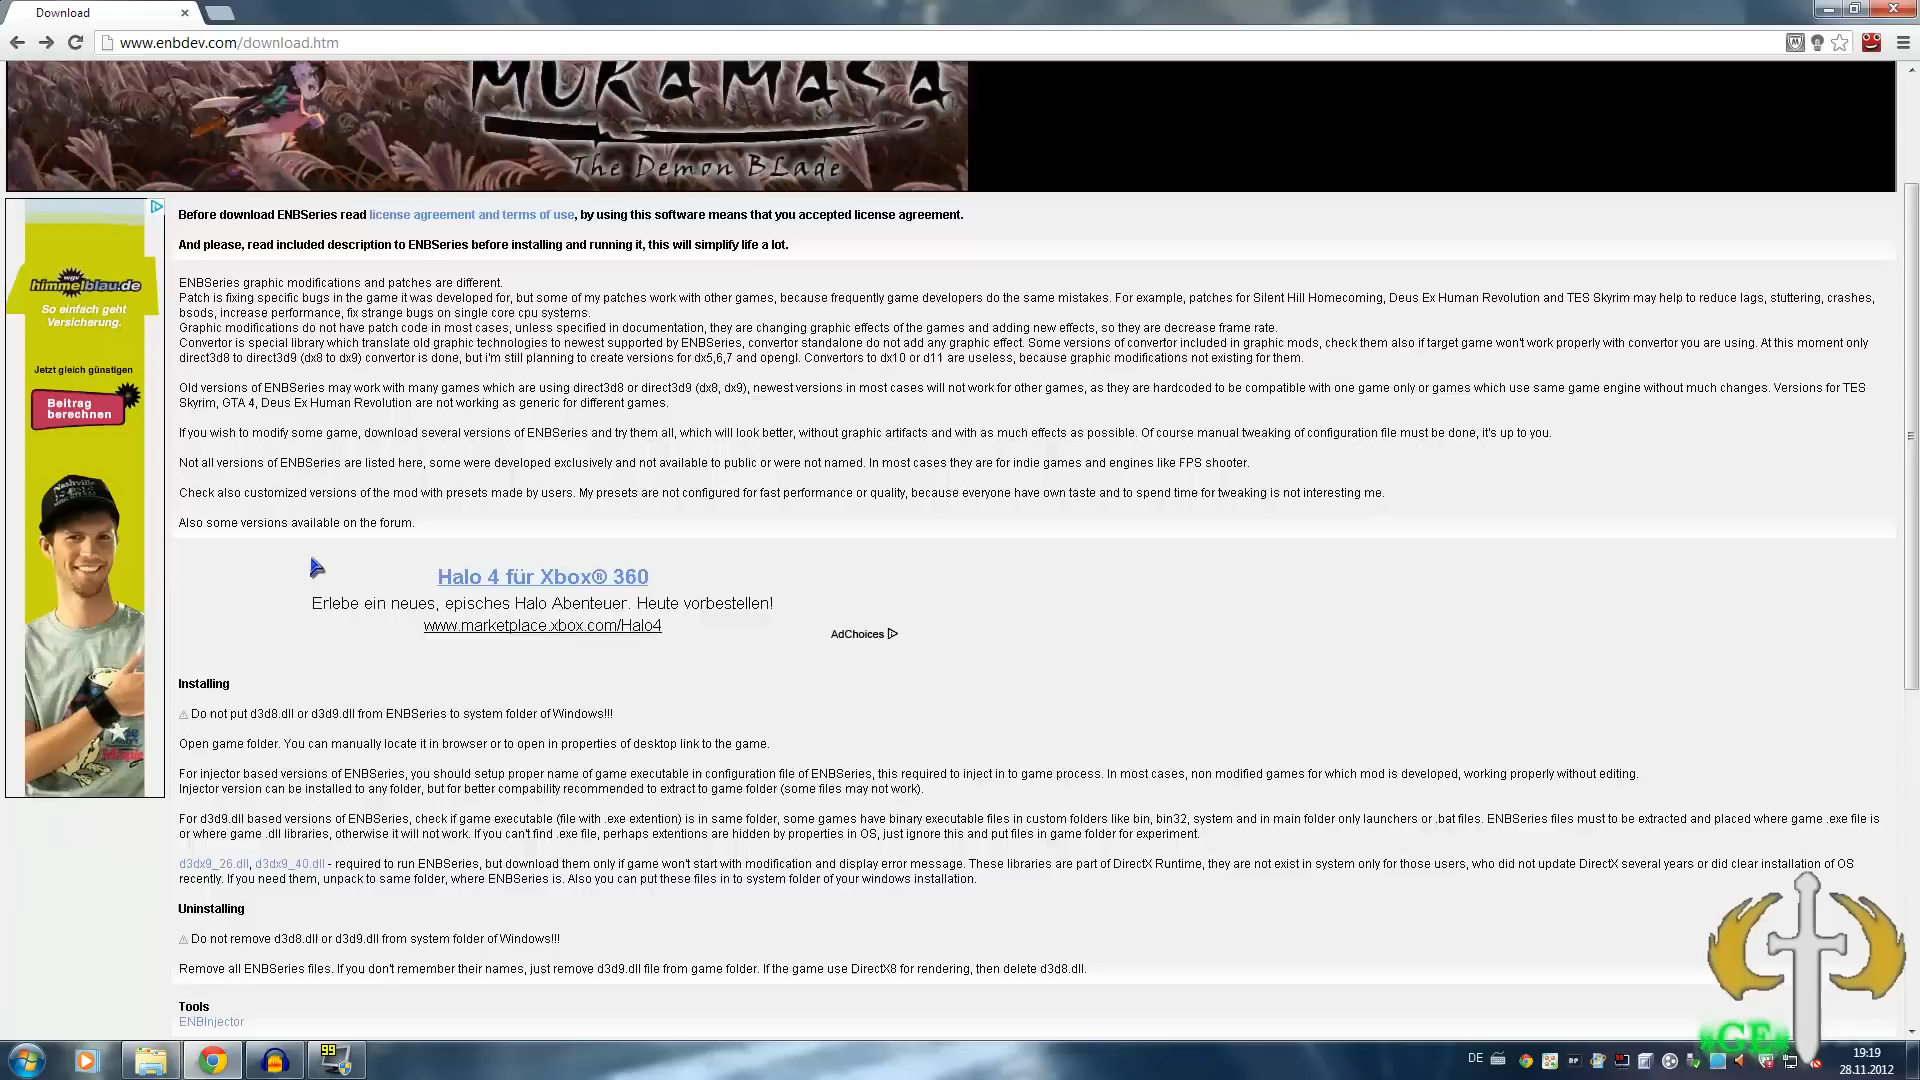 Download
www.enbdev.com/download.htm
MURAMASA
The Demon Blade
Before download ENBSeries read license agreement and terms of use, by using this software means that you accepted license agreement.
And please, read included description to ENBSeries before installing and running it, this will simplify life a lot.
ENBSeries graphic modifications and patches are different.
Patch is fixing specific bugs in the game it was developed for, but some of my patches work with other games, because frequently game developers do the same mistakes. For example, patches for Silent Hill Homecoming, Deus Ex Human Revolution and TES Skyrim may help to reduce lags, stuttering, crashes,
bsods, increase performance, fix strange bugs on single core cpu systems.
Graphic modifications do not have patch code in most cases, unless specified in documentation, they are changing graphic effects of the games and adding new effects, so they are decrease frame rate.
Convertor is special library which translate old graphic technologies to newest supported by ENBSeries, convertor standalone do not add any graphic effect. Some versions of convertor included in graphic mods, check them also if target game won't work properly with convertor you are using. At this moment only
direct3d8 to direct3d9 (dx8 to dx9) convertor is done, but i'm still planning to create versions for dx5,6,7 and opengl. Convertors to dx10 or d11 are useless, because graphic modifications not existing for them.
Old versions of ENBSeries may work with many games which are using direct3d8 or direct3d9 (dx8, dx9), newest versions in most cases will not work for other games, as they are hardcoded to be compatible with one game only or games which use same game engine without much changes. Versions for TES
Skyrim, GTA 4, Deus Ex Human Revolution are not working as generic for different games.
If you wish to modify some game, download several versions of ENBSeries and try them all, which will look better, without graphic artifacts and with as much effects as possible. Of course manual tweaking of configuration file must be done, it's up to you.
Not all versions of ENBSeries are listed here, some were developed exclusively and not available to public or were not named. In most cases they are for indie games and engines like FPS shooter.
Check also customized versions of the mod with presets made by users. My presets are not configured for fast performance or quality, because everyone have own taste and to spend time for tweaking is not interesting me.
Also some versions available on the forum.
wgv
himmelblau.de
So einfach geht
Versicherung.
Jetzt gleich günstigen
Beitrag
berechnen
Nashville
Halo 4 für Xbox® 360
Erlebe ein neues, episches Halo Abenteuer. Heute vorbestellen!
www.marketplace.xbox.com/Halo4
AdChoices
Installing
Do not put d3d8.dll or d3d9.dll from ENBSeries to system folder of Windows!!!
Open game folder. You can manually locate it in browser or to open in properties of desktop link to the game.
For injector based versions of ENBSeries, you should setup proper name of game executable in configuration file of ENBSeries, this required to inject in to game process. In most cases, non modified games for which mod is developed, working properly without editing.
Injector version can be installed to any folder, but for better compability recommended to extract to game folder (some files may not work).
For d3d9.dll based versions of ENBSeries, check if game executable (file with .exe extention) is in same folder, some games have binary executable files in custom folders like bin, bin32, system and in main folder only launchers or .bat files. ENBSeries files must to be extracted and placed where game .exe file is
or where game .dll libraries, otherwise it will not work. If you can't find .exe file, perhaps extentions are hidden by properties in OS, just ignore this and put files in game folder for experiment.
d3dx9_26.dll, d3dx9_40.dll - required to run ENBSeries, but download them only if game won't start with modification and display error message. These libraries are part of DirectX Runtime, they are not exist in system only for those users, who did not update DirectX several years or did clear installation of OS
recently. If you need them, unpack to same folder, where ENBSeries is. Also you can put these files in to system folder of your windows installation.
Uninstalling
Do not remove d3d8.dll or d3d9.dll from system folder of Windows!!!
Remove all ENBSeries files. If you don't remember their names, just remove d3d9.dll file from game folder. If the game use DirectX8 for rendering, then delete d3d8.dll.
Tools
ENBInjector
*GE*
99
DE
19:19
28.11.2012